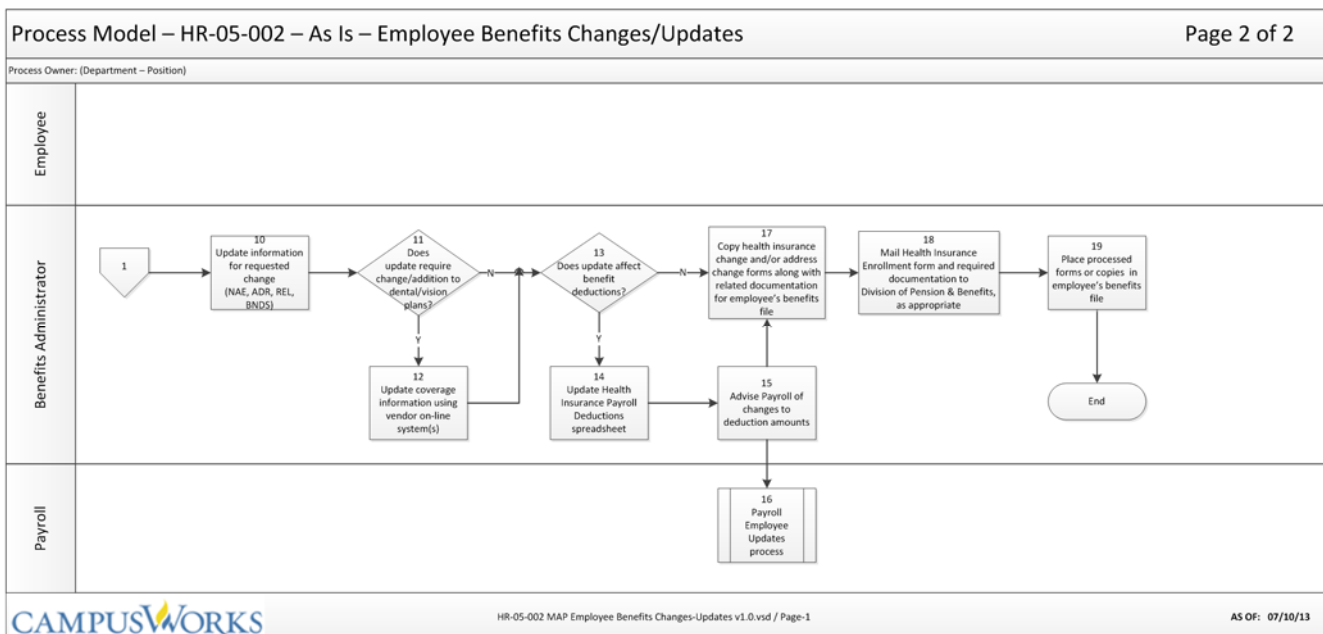 Process Model – HR-05-002 – As Is – Employee Benefits Changes/Updates
Page 2 of 2
Process Owner: (Department – Position)
Employee
Benefits Administrator
1
10
Update information
for requested
change
(NAE, ADR, REL,
BNDS)
11
Does
update require
change/addition to
dental/vision
plans?
N
Y
12
Update coverage
information using
vendor on-line
system(s)
13
Does update affect
benefit
deductions?
N
Y
14
Update Health
Insurance Payroll
Deductions
spreadsheet
15
Advise Payroll of
changes to
deduction amounts
17
Copy health insurance
change and/or address
change forms along with
related documentation
for employee's benefits
file
18
Mail Health Insurance
Enrollment form and required
documentation to
Division of Pension & Benefits,
as appropriate
19
Place processed
forms or copies in
employee's benefits
file
End
Payroll
16
Payroll
Employee
Updates
process
CAMPUSWORKS
HR-05-002 MAP Employee Benefits Changes-Updates v1.0.vsd / Page-1
AS OF: 07/10/13